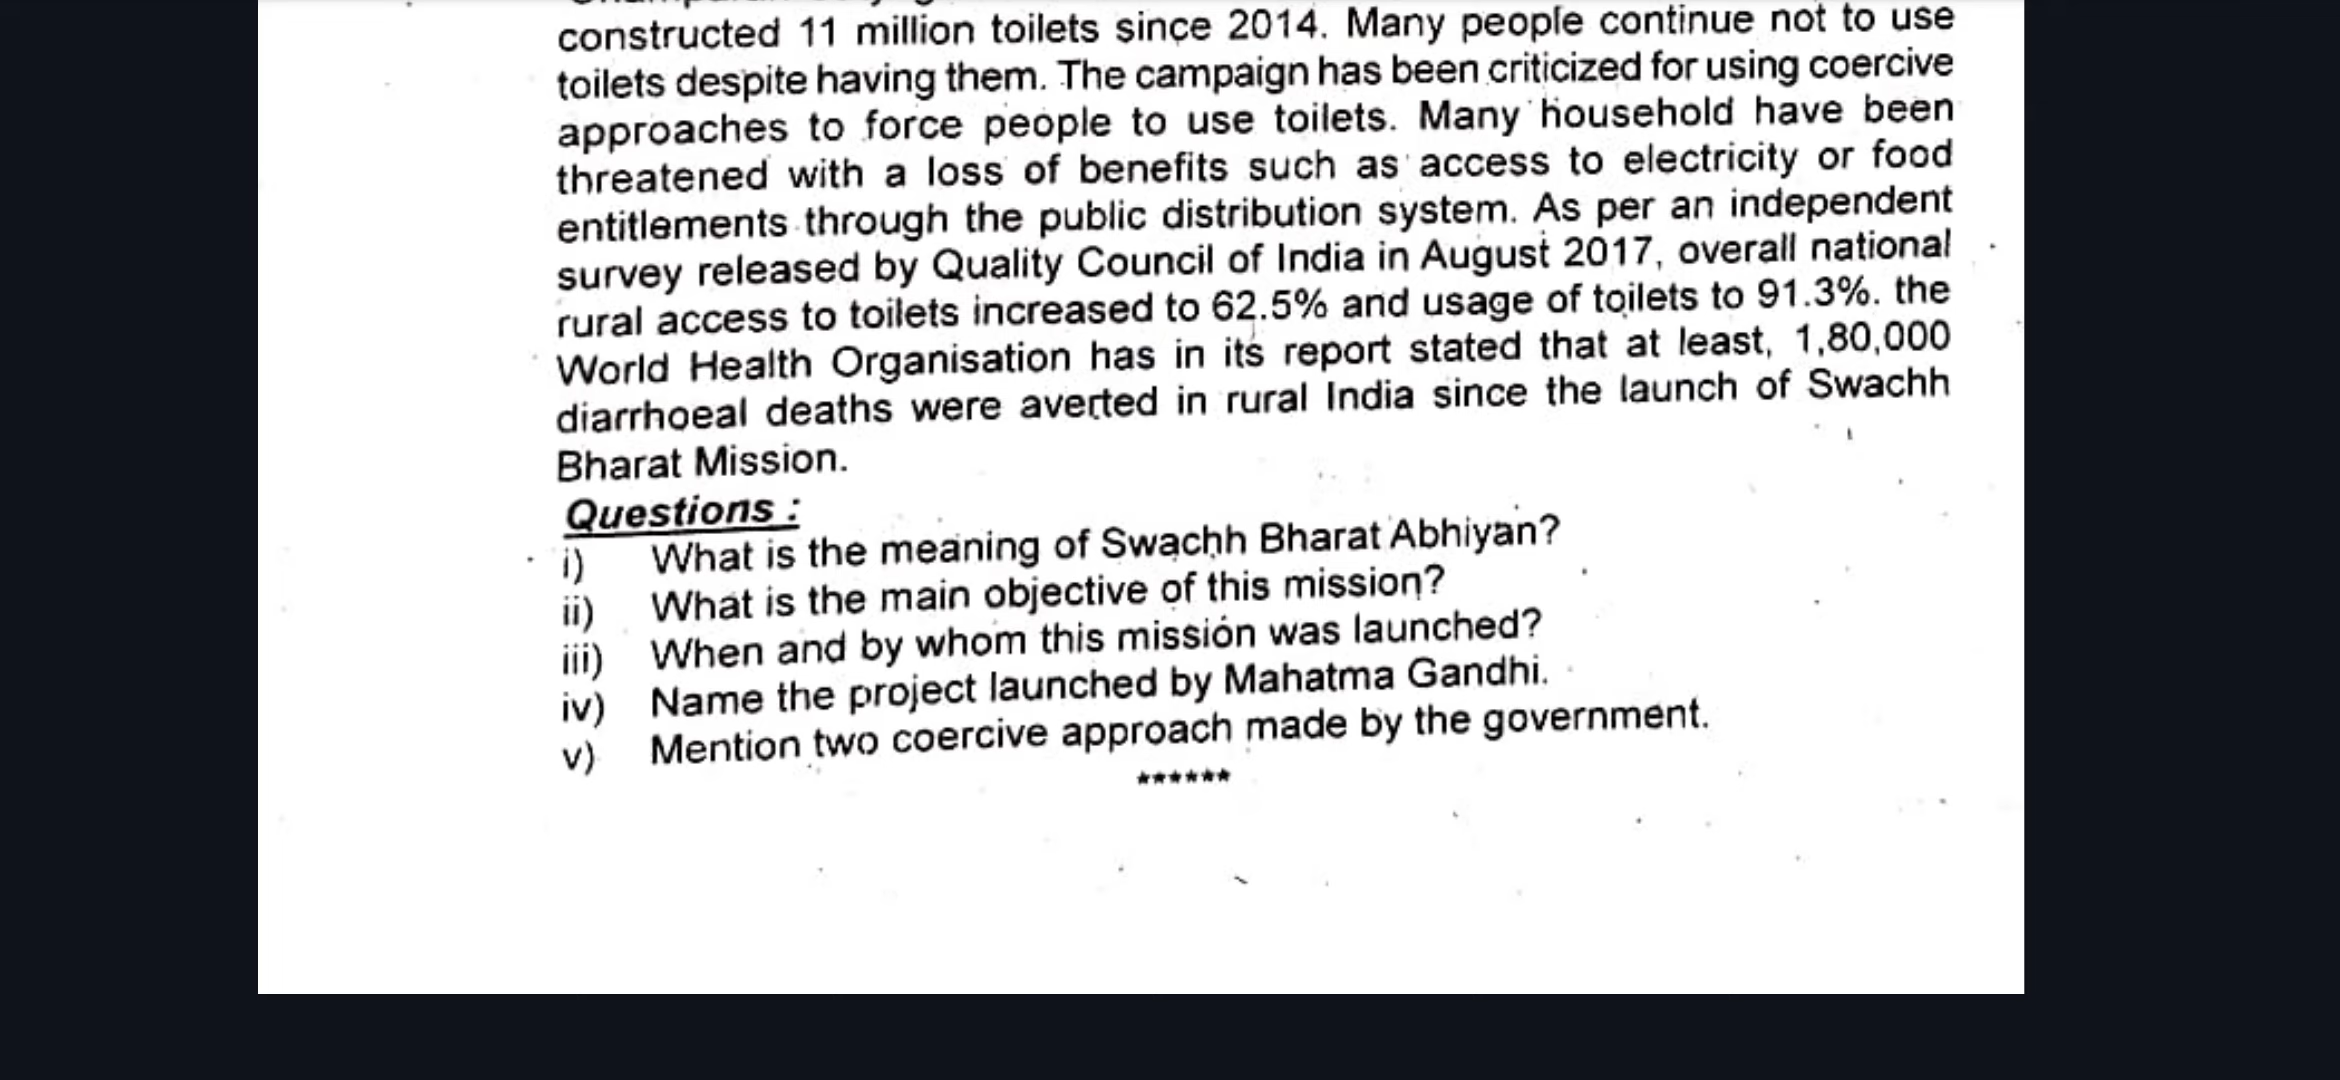 constructed 11 million toilets since 2014. Many people continue not to use
toilets despite having them. The campaign has been criticized for using coercive
approaches to force people to use toilets. Many household have been
threatened with a loss of benefits such as access to electricity or food
entitlements through the public distribution system. As per an independent
survey released by Quality Council of India in August 2017, overall national
rural access to toilets increased to 62.5% and usage of toilets to 91.3%. the
World Health Organisation has in its report stated that at least, 1,80,000
diarrhoeal deaths were averted in rural India since the launch of Swachh
Bharat Mission.
Questions :
i) What is the meaning of Swachh Bharat Abhiyan?
ii) What is the main objective of this mission?
iii) When and by whom this mission was launched?
iv) Name the project launched by Mahatma Gandhi.
v) Mention two coercive approach made by the government.
******